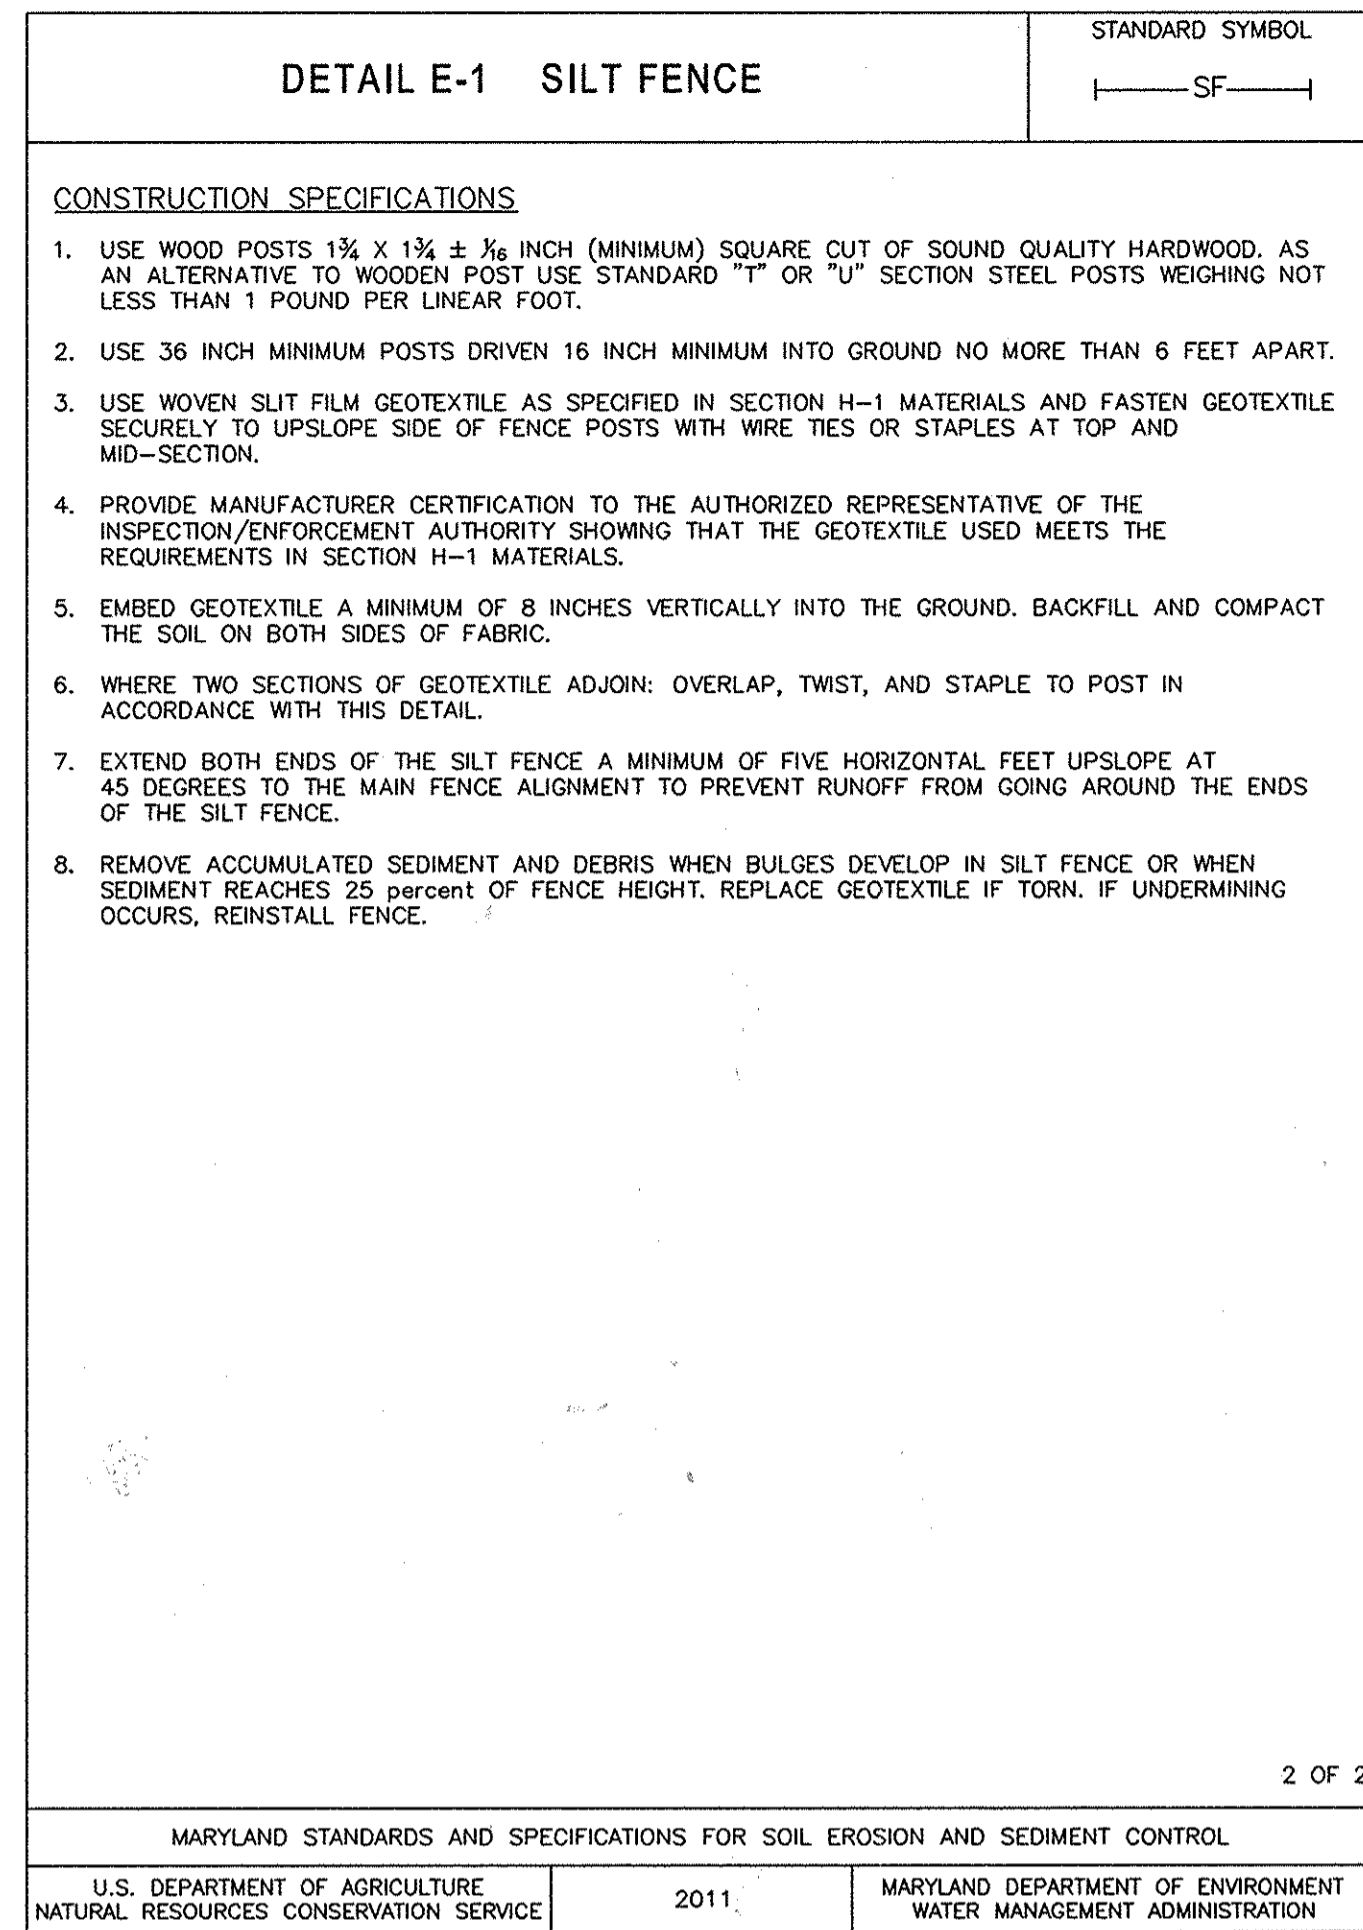 DETAIL E-1 SILT FENCE
STANDARD SYMBOL
SF
CONSTRUCTION SPECIFICATIONS
1. USE WOOD POSTS 1¾ X 1¾ ± 1/16 INCH (MINIMUM) SQUARE CUT OF SOUND QUALITY HARDWOOD. AS
AN ALTERNATIVE TO WOODEN POST USE STANDARD "T" OR "U" SECTION STEEL POSTS WEIGHING NOT
LESS THAN 1 POUND PER LINEAR FOOT.
2. USE 36 INCH MINIMUM POSTS DRIVEN 16 INCH MINIMUM INTO GROUND NO MORE THAN 6 FEET APART.
3. USE WOVEN SLIT FILM GEOTEXTILE AS SPECIFIED IN SECTION H-1 MATERIALS AND FASTEN GEOTEXTILE
SECURELY TO UPSLOPE SIDE OF FENCE POSTS WITH WIRE TIES OR STAPLES AT TOP AND
MID-SECTION.
4. PROVIDE MANUFACTURER CERTIFICATION TO THE AUTHORIZED REPRESENTATIVE OF THE
INSPECTION/ENFORCEMENT AUTHORITY SHOWING THAT THE GEOTEXTILE USED MEETS THE
REQUIREMENTS IN SECTION H-1 MATERIALS.
5. EMBED GEOTEXTILE A MINIMUM OF 8 INCHES VERTICALLY INTO THE GROUND. BACKFILL AND COMPACT
THE SOIL ON BOTH SIDES OF FABRIC.
6. WHERE TWO SECTIONS OF GEOTEXTILE ADJOIN: OVERLAP, TWIST, AND STAPLE TO POST IN
ACCORDANCE WITH THIS DETAIL.
7. EXTEND BOTH ENDS OF THE SILT FENCE A MINIMUM OF FIVE HORIZONTAL FEET UPSLOPE AT
45 DEGREES TO THE MAIN FENCE ALIGNMENT TO PREVENT RUNOFF FROM GOING AROUND THE ENDS
OF THE SILT FENCE.
8. REMOVE ACCUMULATED SEDIMENT AND DEBRIS WHEN BULGES DEVELOP IN SILT FENCE OR WHEN
SEDIMENT REACHES 25 percent OF FENCE HEIGHT. REPLACE GEOTEXTILE IF TORN. IF UNDERMINING
OCCURS, REINSTALL FENCE.
2 OF 2
MARYLAND STANDARDS AND SPECIFICATIONS FOR SOIL EROSION AND SEDIMENT CONTROL
U.S. DEPARTMENT OF AGRICULTURE
NATURAL RESOURCES CONSERVATION SERVICE
2011
MARYLAND DEPARTMENT OF ENVIRONMENT
WATER MANAGEMENT ADMINISTRATION